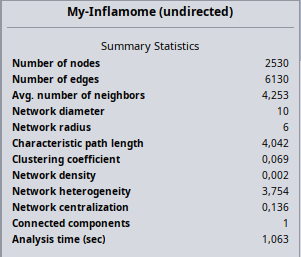 My-Inflamome (undirected)
Summary Statistics
Number of nodes 2530
Number of edges 6130
Avg. number of neighbors 4,253
Network diameter 10
Network radius 6
Characteristic path length 4,042
Clustering coefficient 0,069
Network density 0,002
Network heterogeneity 3,754
Network centralization 0,136
Connected components 1
Analysis time (sec) 1,063